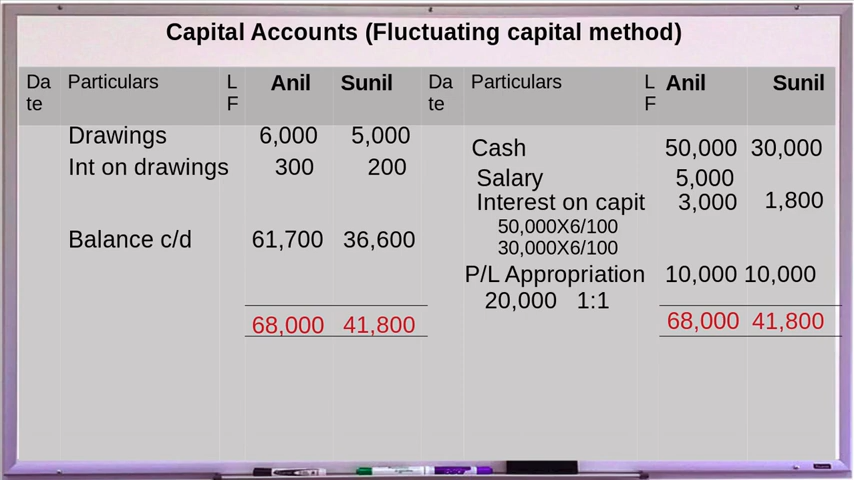 Capital Accounts (Fluctuating capital method)
Da te Particulars L F Anil Sunil Da te Particulars L F Anil Sunil
Drawings 6,000 5,000
Int on drawings 300 200
Balance c/d 61,700 36,600
68,000 41,800
Cash 50,000 30,000
Salary 5,000
Interest on capit 3,000 1,800
50,000X6/100
30,000X6/100
P/L Appropriation 10,000 10,000
20,000 1:1
68,000 41,800